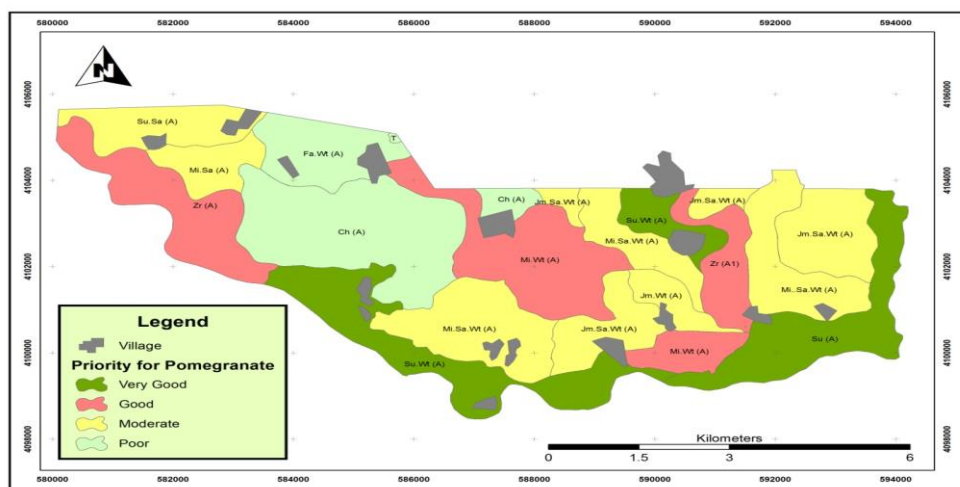 580000 582000 584000 586000 588000 590000 592000 594000
4106000 4106000
4104000 4104000
4102000 4102000
4100000 4100000
4098000 4098000
N
Su.Sa (A)
Fa.Wt (A)
T
Mi.Sa (A)
Zr (A)
Ch (A)
Ch (A)
Jm.Sa.Wt (A)
Jm.Sa.Wt (A)
Su.Wt (A)
Jm.Sa.Wt (A)
Mi.Sa.Wt (A)
Mi.Wt (A)
Zr (A1)
Mi..Sa.Wt (A)
Jm.Wt (A)
Mi.Sa.Wt (A)
Jm.Sa.Wt (A)
Su (A)
Mi.Wt (A)
Su.Wt (A)
Legend
Village
Priority for Pomegranate
Very Good
Good
Moderate
Poor
Kilometers
0 1.5 3 6
580000 582000 584000 586000 588000 590000 592000 594000